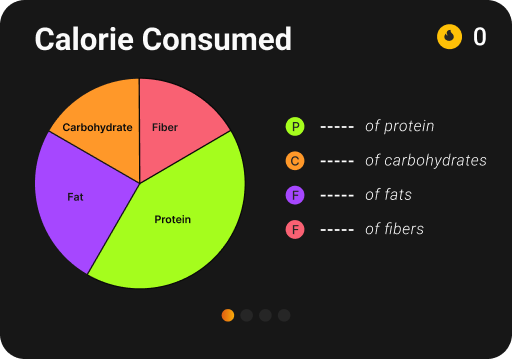 Calorie Consumed
0
Carbohydrate
Fiber
Fat
Protein
P ----- of protein
C ----- of carbohydrates
F ----- of fats
F ----- of fibers